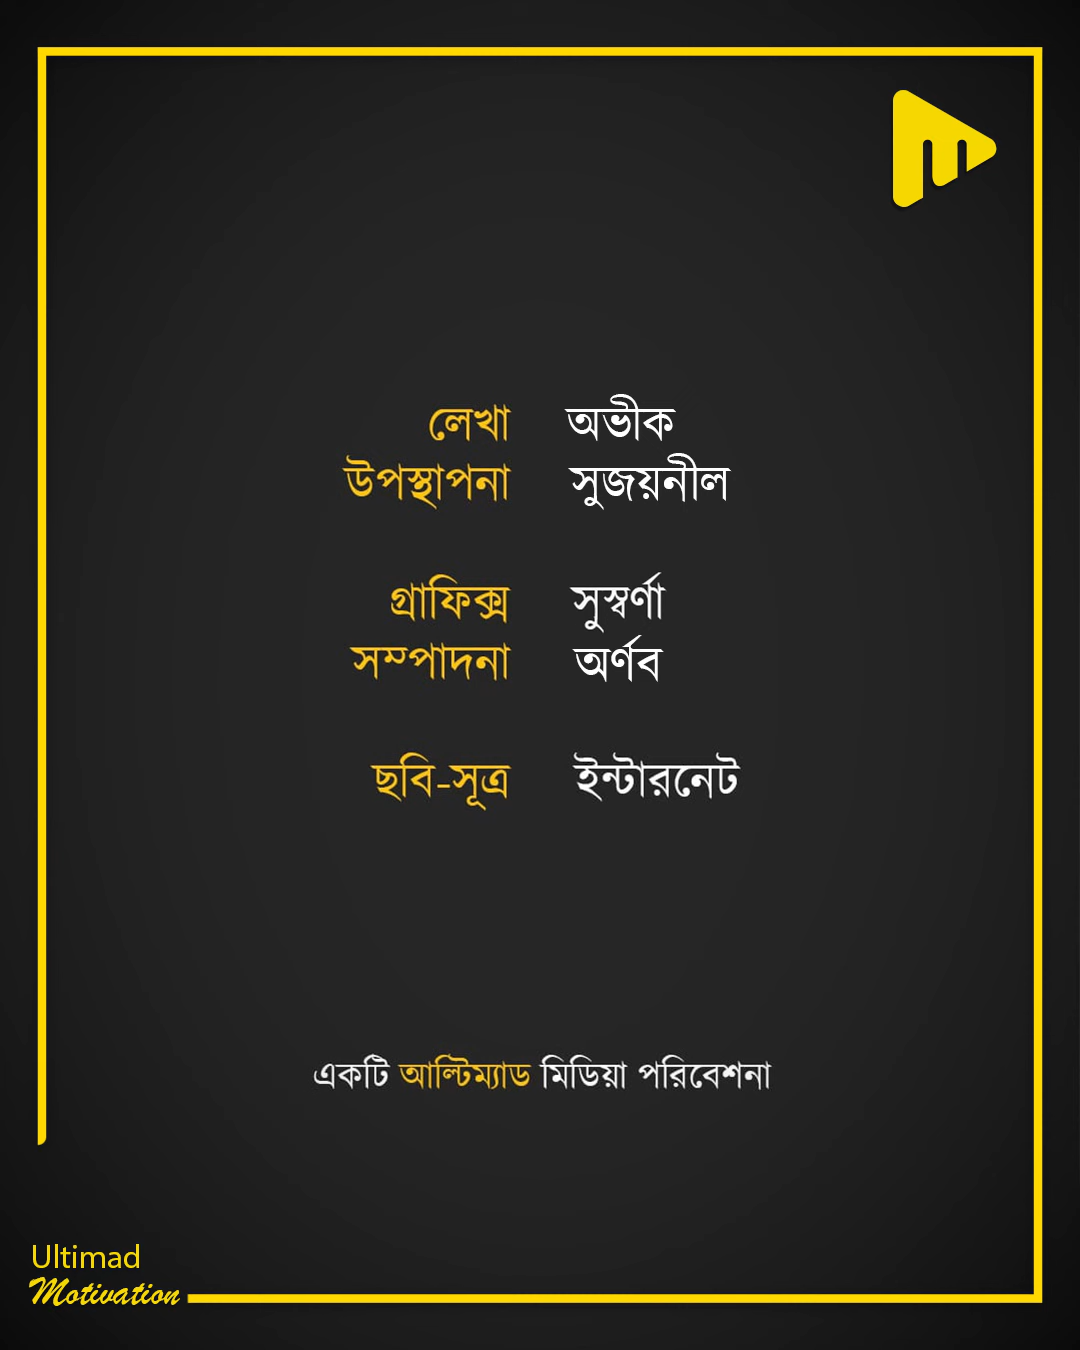 লেখা অভীক
উপস্থাপনা সুজয়নীল
গ্রাফিক্স সুস্বর্ণা
সম্পাদনা অর্ণব
ছবি-সূত্র ইন্টারনেট
একটি আল্টিম্যাড মিডিয়া পরিবেশনা
Ultimad
Motivation